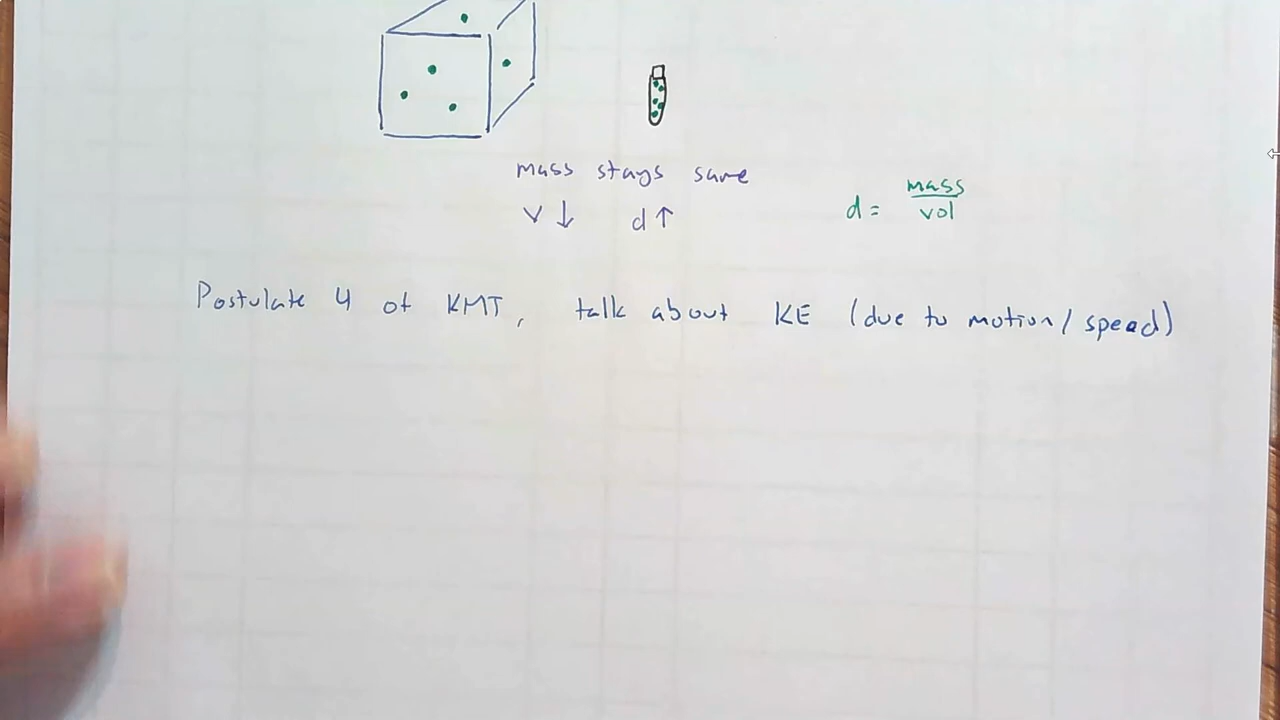 mass stays same
V ↓ d ↑
d = mass / vol
Postulate 4 of KMT, talk about KE (due to motion/speed)